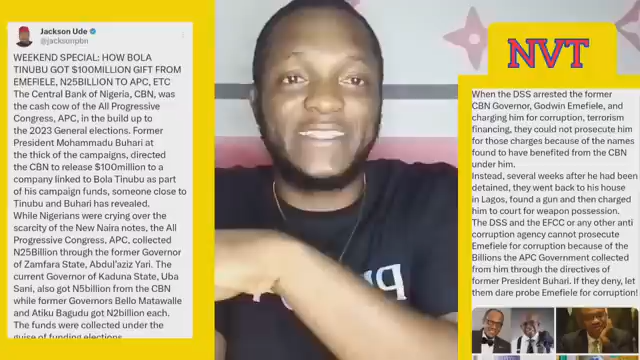 Jackson Ude
@jacksonpbn
WEEKEND SPECIAL: HOW BOLA
TINUBU GOT $100MILLION GIFT FROM
EMEFIELE, N25BILLION TO APC, ETC
The Central Bank of Nigeria, CBN, was
the cash cow of the All Progressive
Congress, APC, in the build up to
the 2023 General elections. Former
President Mohammadu Buhari at
the thick of the campaigns, directed
the CBN to release $100million to a
company linked to Bola Tinubu as part
of his campaign funds, someone close to
Tinubu and Buhari has revealed.
While Nigerians were crying over the
scarcity of the New Naira notes, the All
Progressive Congress, APC, collected
N25Billion through the former Governor
of Zamfara State, Abdul'aziz Yari. The
current Governor of Kaduna State, Uba
Sani, also got N5billion from the CBN
while former Governors Bello Matawalle
and Atiku Bagudu got N2billion each.
The funds were collected under the
guise of funding elections
NVT
When the DSS arrested the former
CBN Governor, Godwin Emefiele, and
charging him for corruption, terrorism
financing, they could not prosecute him
for those charges because of the names
found to have benefited from the CBN
under him.
Instead, several weeks after he had been
detained, they went back to his house
in Lagos, found a gun and then charged
him to court for weapon possession.
The DSS and the EFCC or any other anti
corruption agency cannot prosecute
Emefiele for corruption because of the
Billions the APC Government collected
from him through the directives of
former President Buhari. If they deny, let
them dare probe Emefiele for corruption!